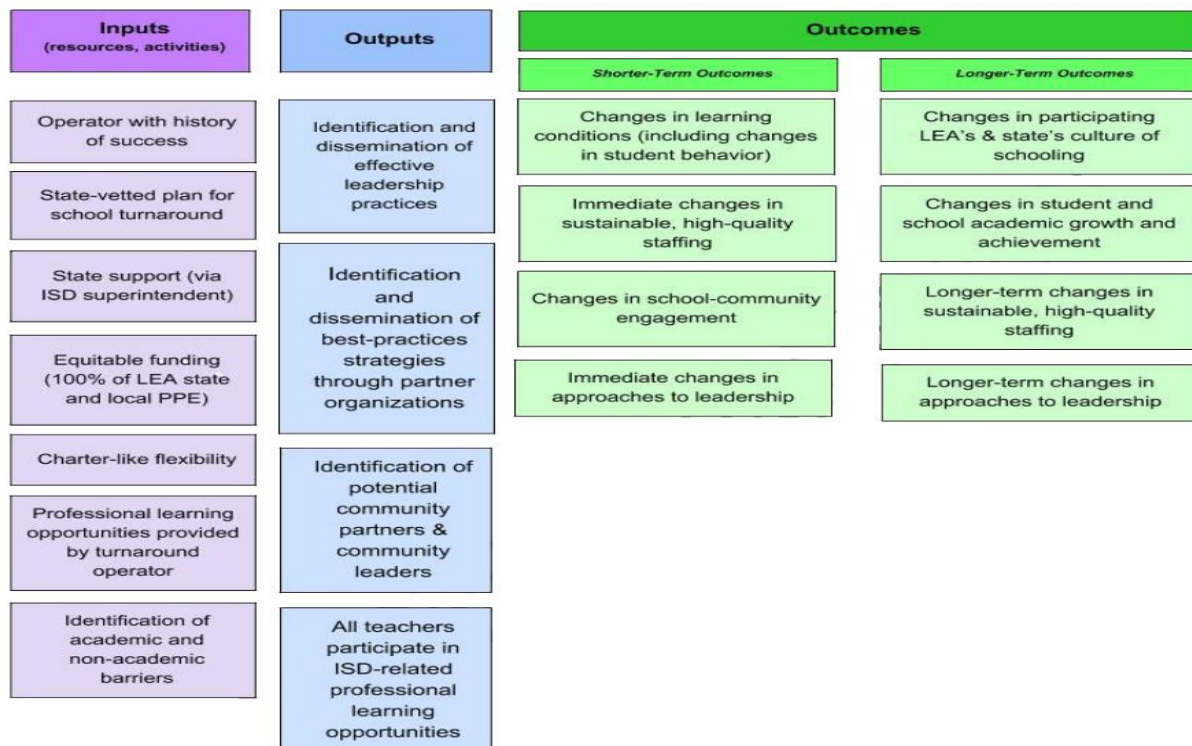 Inputs
(resources, activities)
Operator with history
of success
State-vetted plan for
school turnaround
State support (via
ISD superintendent)
Equitable funding
(100% of LEA state
and local PPE)
Charter-like flexibility
Professional learning
opportunities provided
by turnaround
operator
Identification of
academic and
non-academic
barriers
Outputs
Identification and
dissemination of
effective
leadership
practices
Identification
and
dissemination of
best-practices
strategies
through partner
organizations
Identification of
potential
community
partners &
community
leaders
All teachers
participate in
ISD-related
professional
learning
opportunities
Outcomes
Shorter-Term Outcomes
Changes in learning
conditions (including changes
in student behavior)
Immediate changes in
sustainable, high-quality
staffing
Changes in school-community
engagement
Immediate changes in
approaches to leadership
Longer-Term Outcomes
Changes in participating
LEA's & state's culture of
schooling
Changes in student and
school academic growth and
achievement
Longer-term changes in
sustainable, high-quality
staffing
Longer-term changes in
approaches to leadership